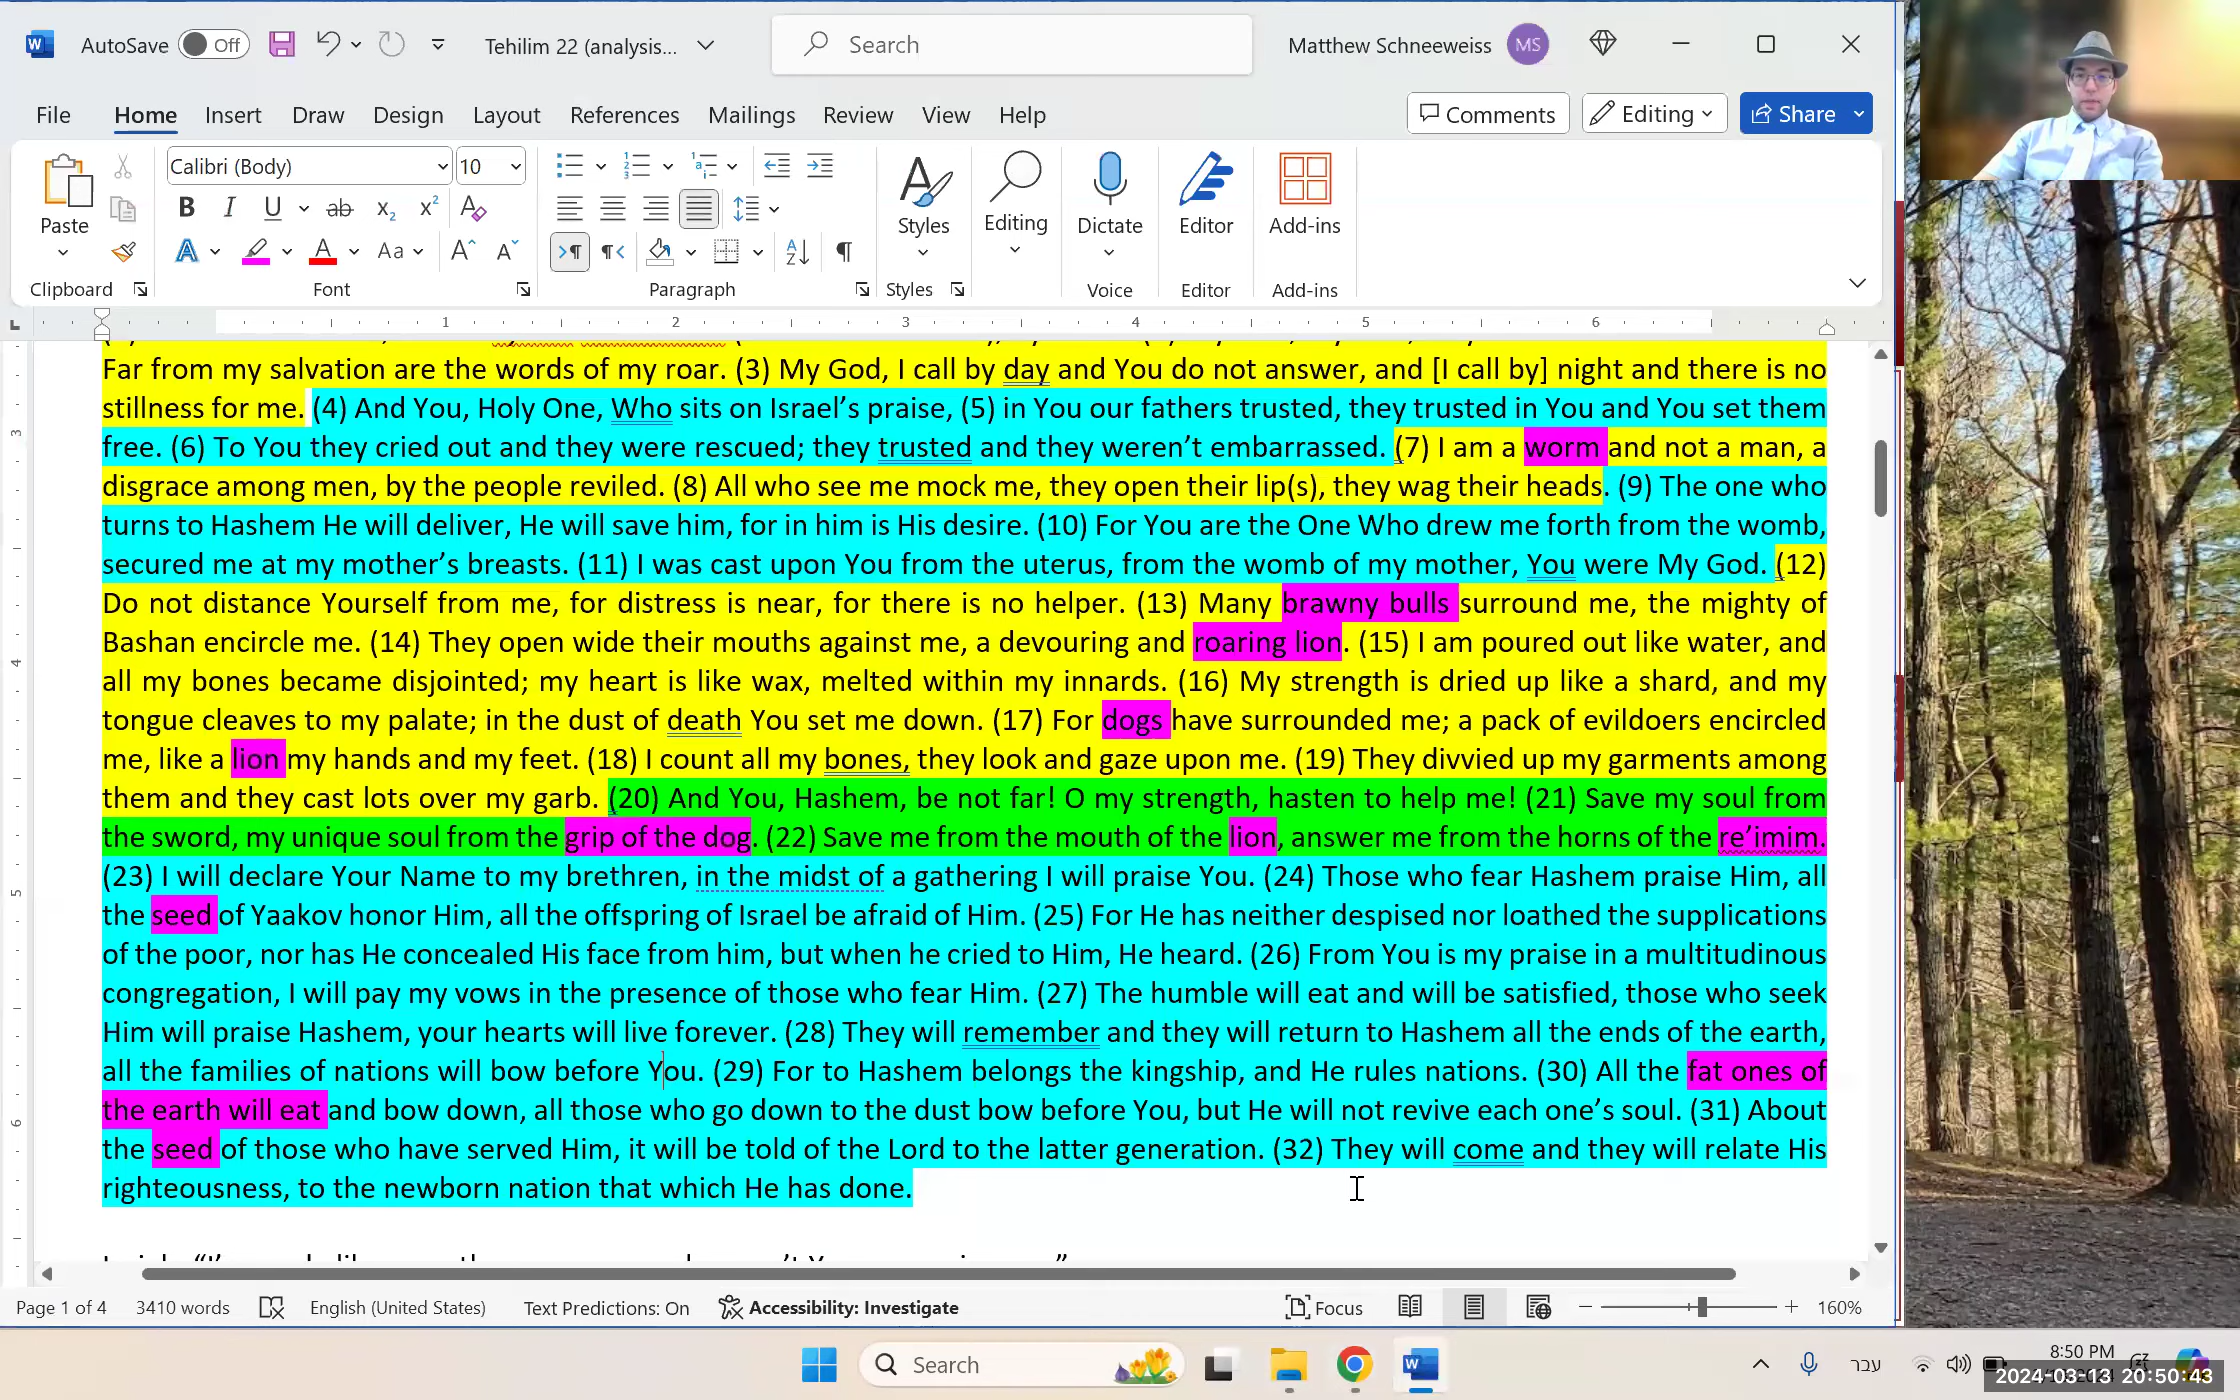 AutoSave Off Tehilim 22 (analysis... Search Matthew Schneeweiss MS
File Home Insert Draw Design Layout References Mailings Review View Help Comments Editing Share
Calibri (Body) 10
Paste Styles Editing Dictate Editor Add-ins
B I U ab x2 x2 A
A A Aa A A
Clipboard Font Paragraph Styles Voice Editor Add-ins
1 2 3 4 5 6
Far from my salvation are the words of my roar. (3) My God, I call by day and You do not answer, and [I call by] night and there is no
stillness for me. (4) And You, Holy One, Who sits on Israel’s praise, (5) in You our fathers trusted, they trusted in You and You set them
free. (6) To You they cried out and they were rescued; they trusted and they weren’t embarrassed. (7) I am a worm and not a man, a
disgrace among men, by the people reviled. (8) All who see me mock me, they open their lip(s), they wag their heads. (9) The one who
turns to Hashem He will deliver, He will save him, for in him is His desire. (10) For You are the One Who drew me forth from the womb,
secured me at my mother’s breasts. (11) I was cast upon You from the uterus, from the womb of my mother, You were My God. (12)
Do not distance Yourself from me, for distress is near, for there is no helper. (13) Many brawny bulls surround me, the mighty of
Bashan encircle me. (14) They open wide their mouths against me, a devouring and roaring lion. (15) I am poured out like water, and
all my bones became disjointed; my heart is like wax, melted within my innards. (16) My strength is dried up like a shard, and my
tongue cleaves to my palate; in the dust of death You set me down. (17) For dogs have surrounded me; a pack of evildoers encircled
me, like a lion my hands and my feet. (18) I count all my bones, they look and gaze upon me. (19) They divvied up my garments among
them and they cast lots over my garb. (20) And You, Hashem, be not far! O my strength, hasten to help me! (21) Save my soul from
the sword, my unique soul from the grip of the dog. (22) Save me from the mouth of the lion, answer me from the horns of the re’imim.
(23) I will declare Your Name to my brethren, in the midst of a gathering I will praise You. (24) Those who fear Hashem praise Him, all
the seed of Yaakov honor Him, all the offspring of Israel be afraid of Him. (25) For He has neither despised nor loathed the supplications
of the poor, nor has He concealed His face from him, but when he cried to Him, He heard. (26) From You is my praise in a multitudinous
congregation, I will pay my vows in the presence of those who fear Him. (27) The humble will eat and will be satisfied, those who seek
Him will praise Hashem, your hearts will live forever. (28) They will remember and they will return to Hashem all the ends of the earth,
all the families of nations will bow before You. (29) For to Hashem belongs the kingship, and He rules nations. (30) All the fat ones of
the earth will eat and bow down, all those who go down to the dust bow before You, but He will not revive each one’s soul. (31) About
the seed of those who have served Him, it will be told of the Lord to the latter generation. (32) They will come and they will relate His
righteousness, to the newborn nation that which He has done.
3
4
5
6
Page 1 of 4 3410 words English (United States) Text Predictions: On Accessibility: Investigate Focus 160%
Search עבר 8:50 PM
2024-03-13 20:50:43